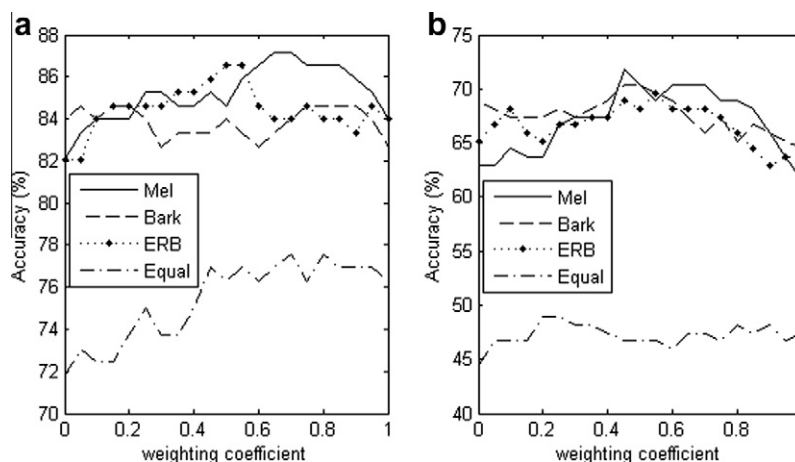 a
88
86
84
82
80
78
76
74
72
70
Accuracy (%)
Mel
Bark
ERB
Equal
0 0.2 0.4 0.6 0.8 1
weighting coefficient
b
75
70
65
60
55
50
45
40
Accuracy (%)
Mel
Bark
ERB
Equal
0 0.2 0.4 0.6 0.8
weighting coefficient